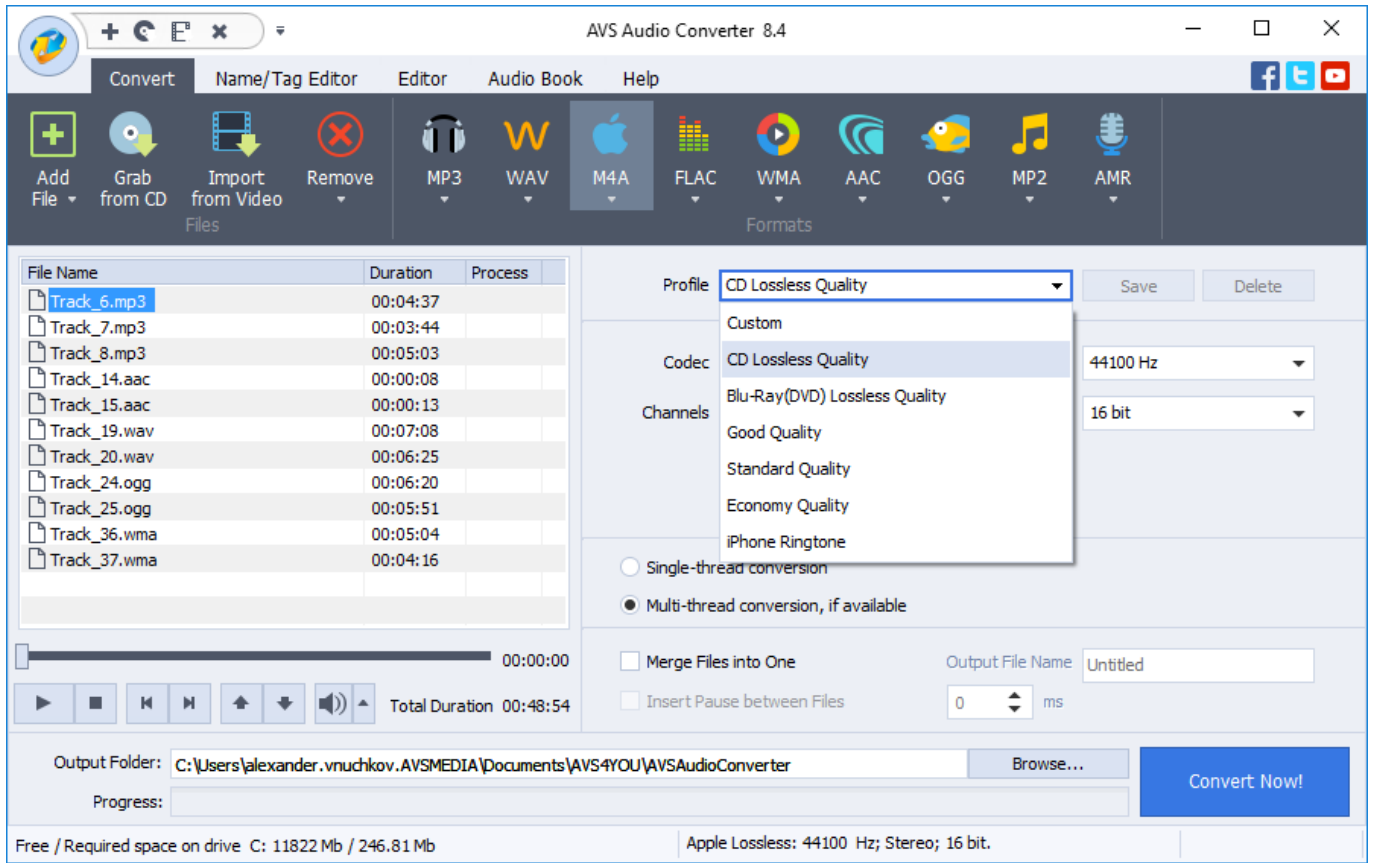 AVS Audio Converter 8.4
Convert Name/Tag Editor Editor Audio Book Help
Add File Grab from CD Import from Video Remove MP3 WAV M4A FLAC WMA AAC OGG MP2 AMR
Files Formats
File Name Duration Process
Track_6.mp3 00:04:37
Track_7.mp3 00:03:44
Track_8.mp3 00:05:03
Track_14.aac 00:00:08
Track_15.aac 00:00:13
Track_19.wav 00:07:08
Track_20.wav 00:06:25
Track_24.ogg 00:06:20
Track_25.ogg 00:05:51
Track_36.wma 00:05:04
Track_37.wma 00:04:16
00:00:00
Total Duration 00:48:54
Profile CD Lossless Quality Save Delete
Custom
CD Lossless Quality
Blu-Ray(DVD) Lossless Quality
Good Quality
Standard Quality
Economy Quality
iPhone Ringtone
Codec 44100 Hz
Channels 16 bit
Single-thread conversion
Multi-thread conversion, if available
Merge Files into One Output File Name Untitled
Insert Pause between Files 0 ms
Output Folder: C:\Users\alexander.vnuchkov.AVSMEDIA\Documents\AVS4YOU\AVSAudioConverter Browse...
Progress:
Convert Now!
Free / Required space on drive C: 11822 Mb / 246.81 Mb Apple Lossless: 44100 Hz; Stereo; 16 bit.